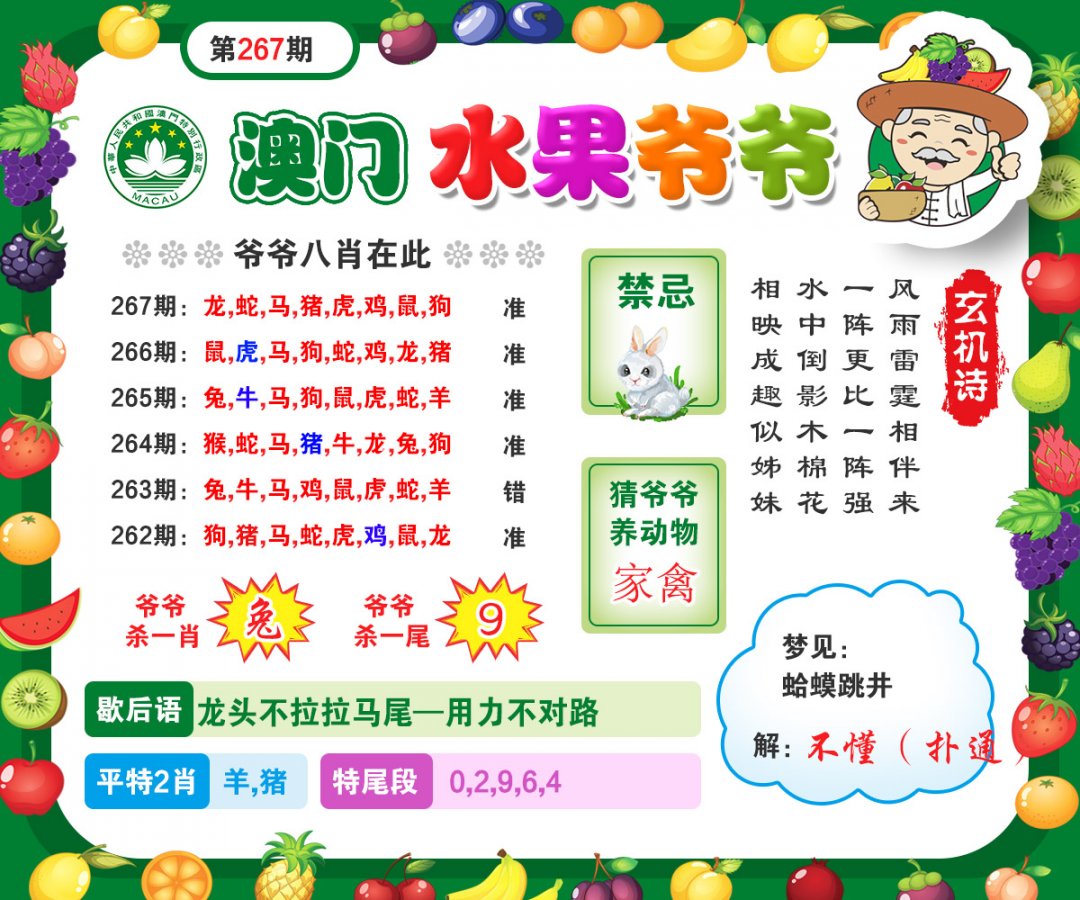 第267期
中華人民共和國澳門特別行政區
MACAU
澳门 水果爷爷
爷爷八肖在此
267期: 龙,蛇,马,猪,虎,鸡,鼠,狗 准
266期: 鼠,虎,马,狗,蛇,鸡,龙,猪 准
265期: 兔,牛,马,狗,鼠,虎,蛇,羊 准
264期: 猴,蛇,马,猪,牛,龙,兔,狗 准
263期: 兔,牛,马,鸡,鼠,虎,蛇,羊 错
262期: 狗,猪,马,蛇,虎,鸡,鼠,龙 准
爷爷
杀一肖
兔
爷爷
杀一尾
9
禁忌
猜爷爷
养动物
家禽
玄机诗
风雨雷霆相伴来
一阵更比一阵强
水中倒影木棉花
相映成趣似姊妹
歇后语 龙头不拉拉马尾—用力不对路
平特2肖 羊,猪
特尾段 0,2,9,6,4
梦见:
蛤蟆跳井
解: 不懂（扑通）